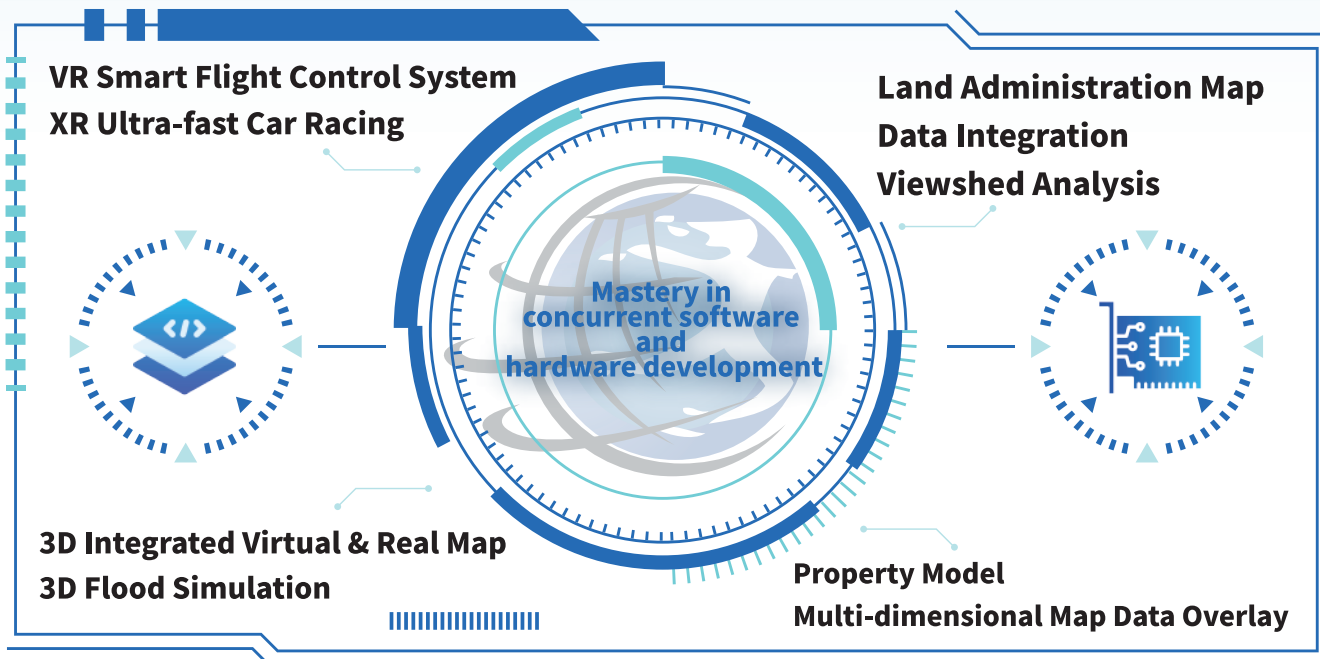 VR Smart Flight Control System
XR Ultra-fast Car Racing
Land Administration Map
Data Integration
Viewshed Analysis
Mastery in
concurrent software
and
hardware development
</>
3D Integrated Virtual & Real Map
3D Flood Simulation
Property Model
Multi-dimensional Map Data Overlay